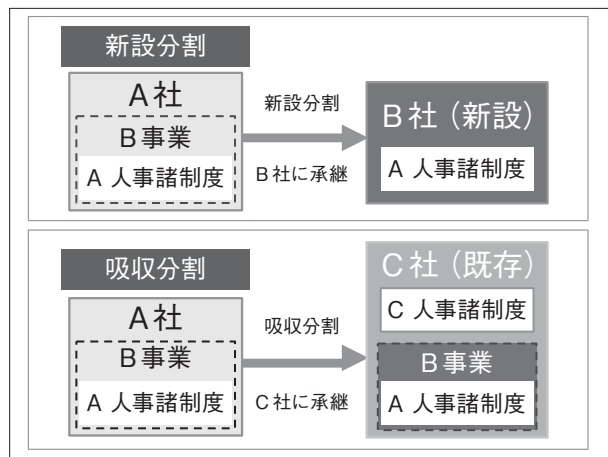 新設分割
A社
B事業
A 人事諸制度
新設分割
B社に承継
B社（新設）
A 人事諸制度
吸収分割
A社
B事業
A 人事諸制度
吸収分割
C社に承継
C社（既存）
C 人事諸制度
B事業
A 人事諸制度